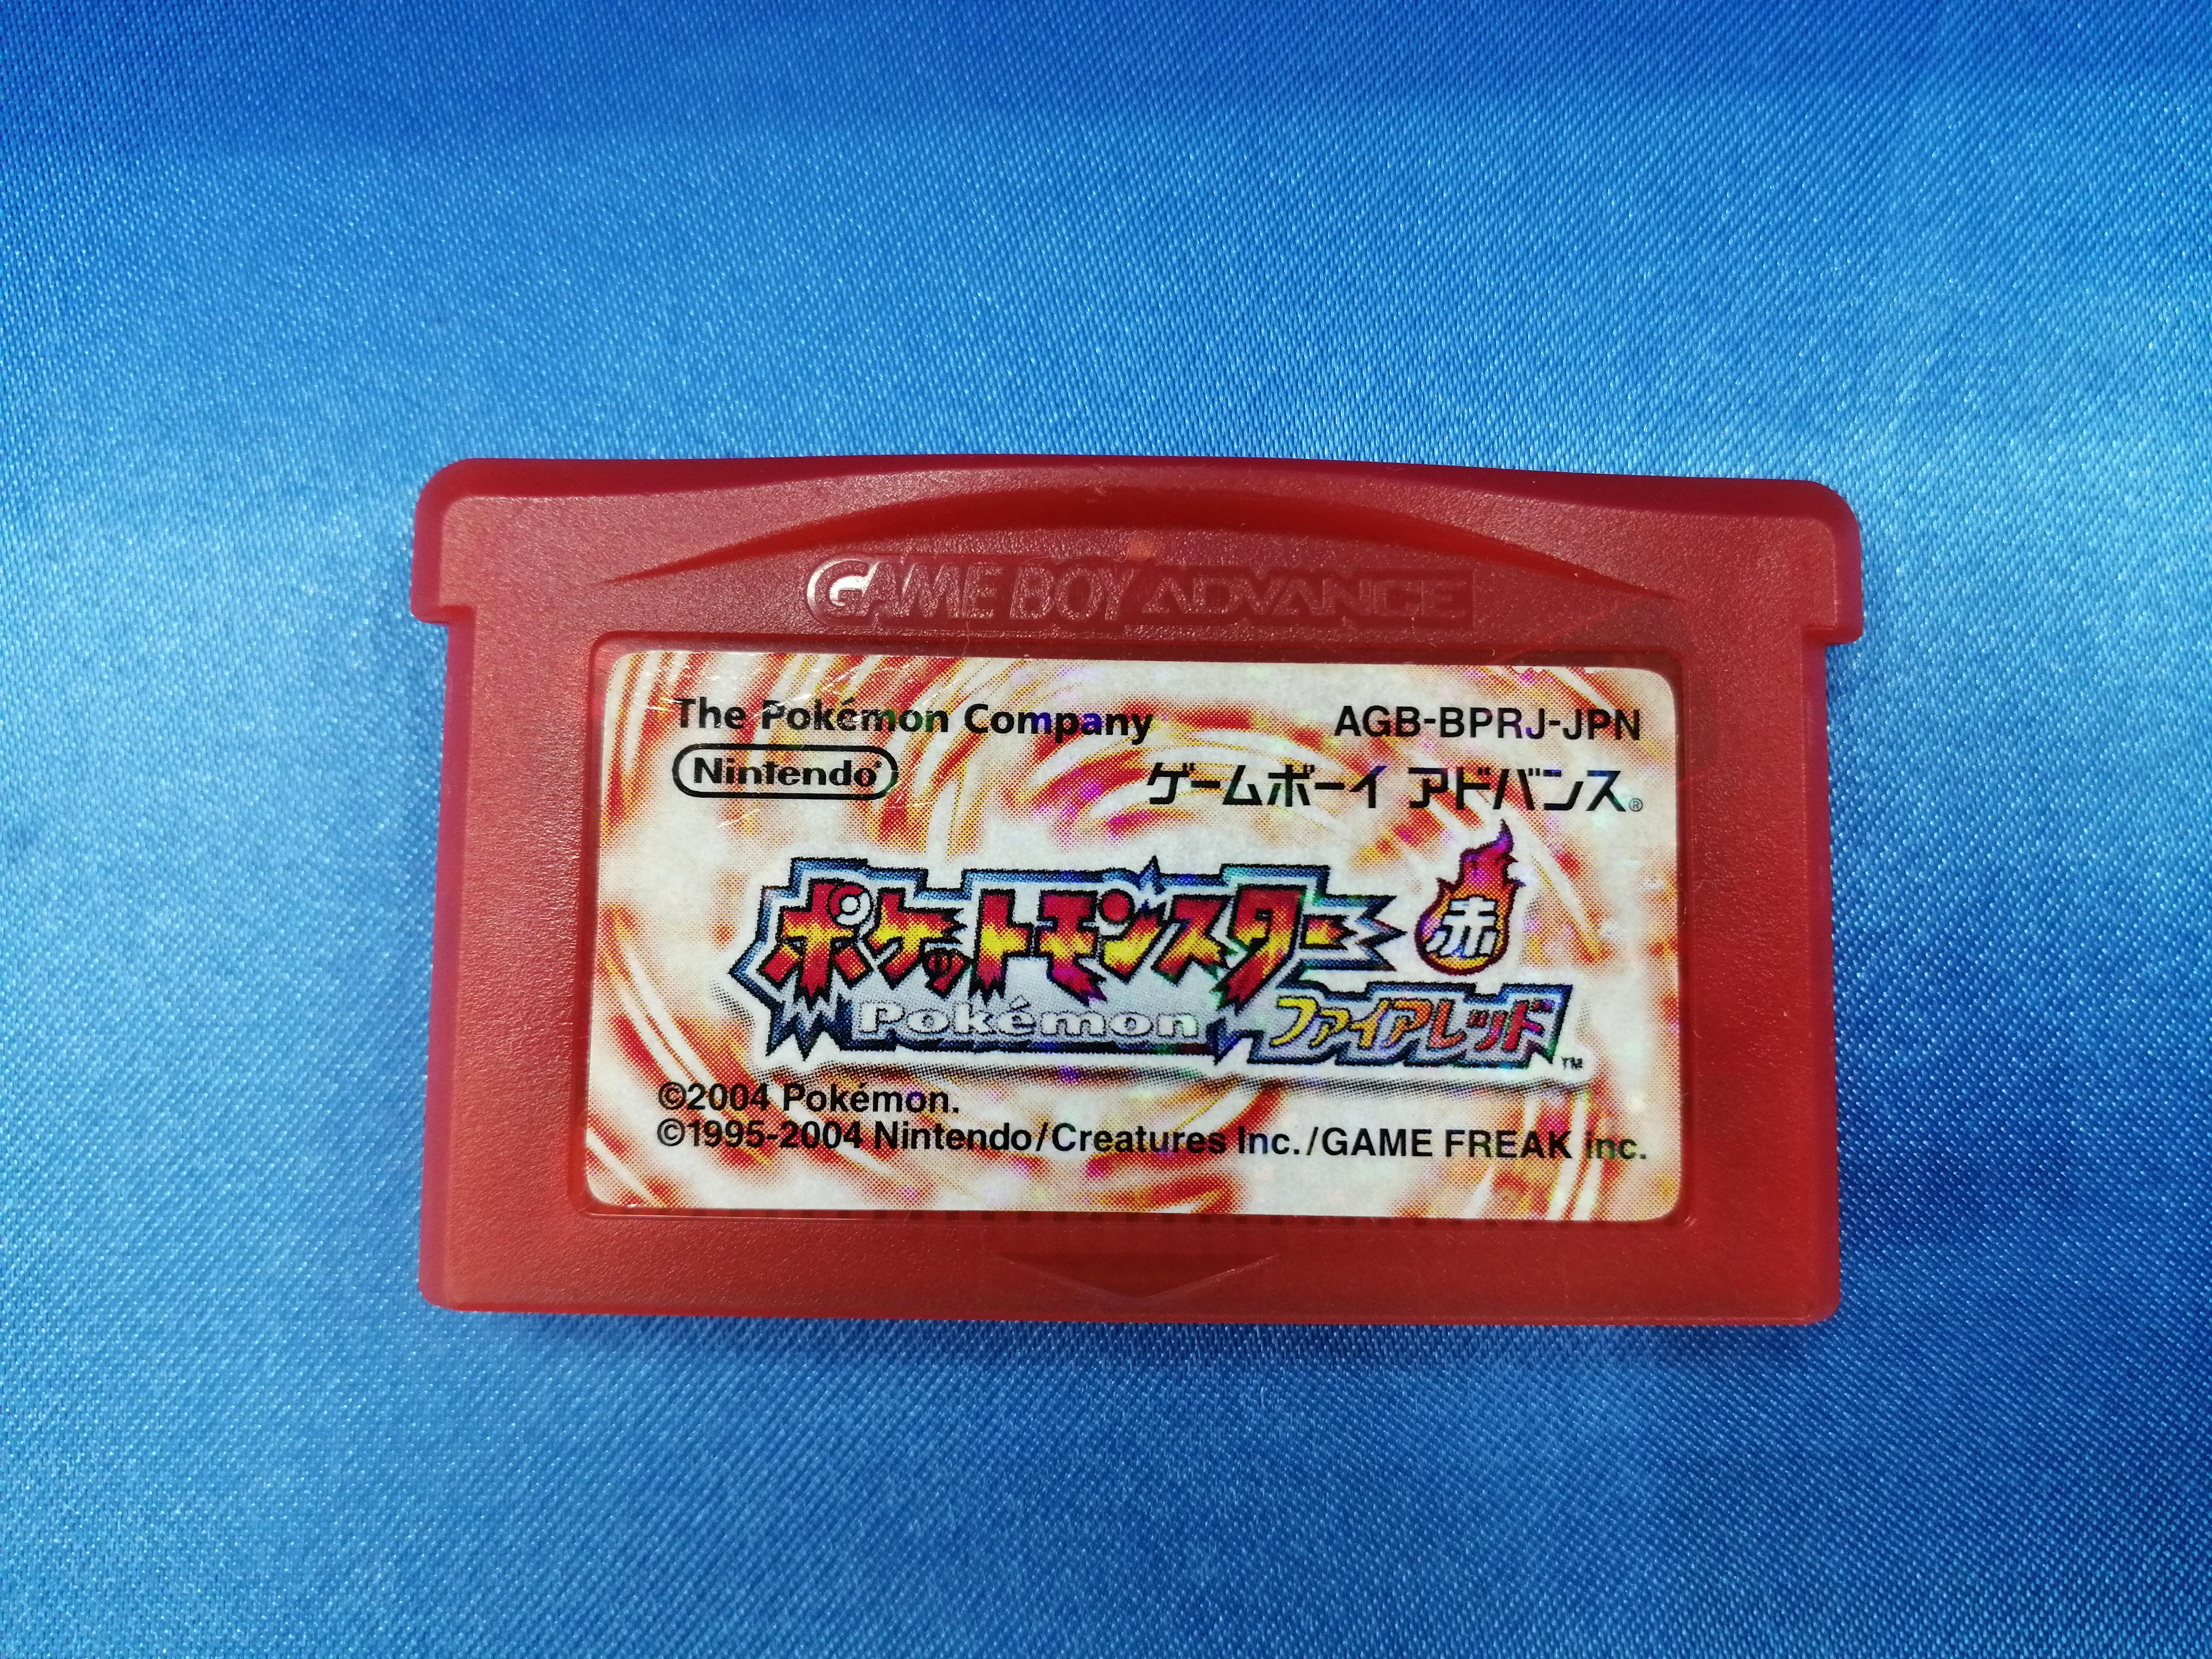 GAME BOY ADVANCE
The Pokémon Company
AGB-BPRJ-JPN
Nintendo®
ゲームボーイ アドバンス®
ポケットモンスター 赤
Pokémon ファイアレッド™
©2004 Pokémon.
©1995-2004 Nintendo/Creatures Inc./GAME FREAK inc.